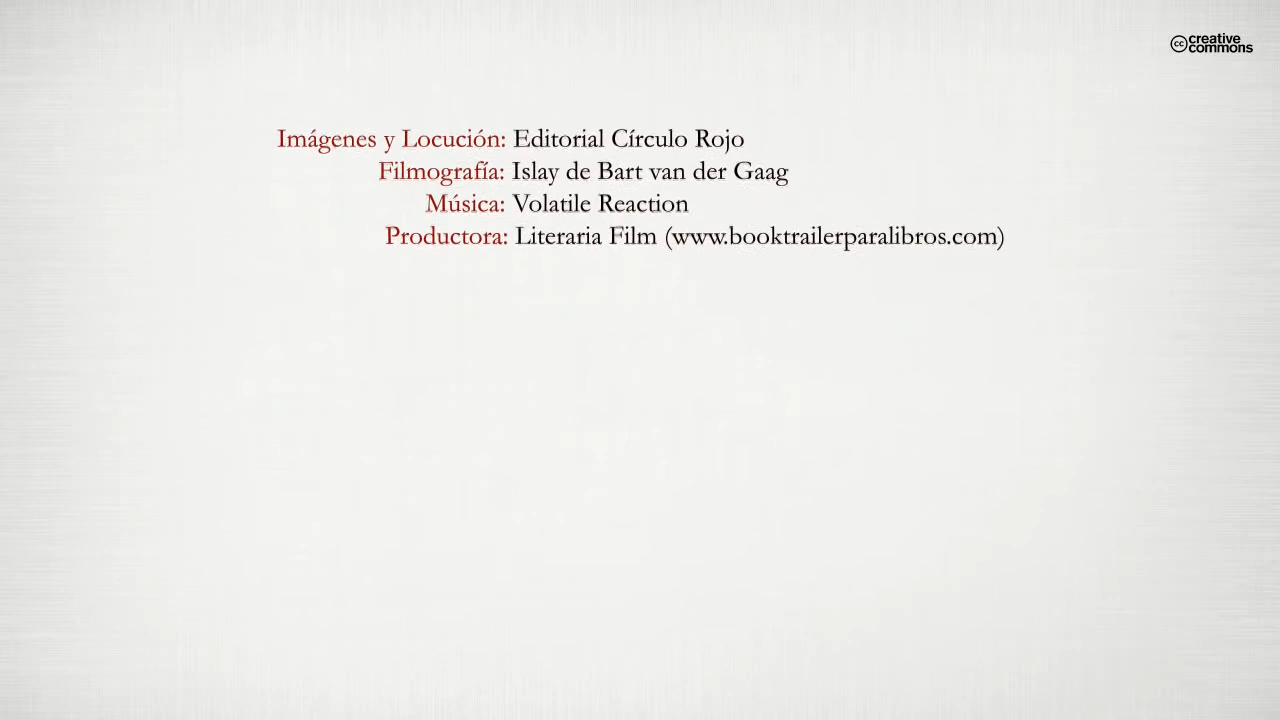 cc creative
commons
Imágenes y Locución: Editorial Círculo Rojo
Filmografía: Islay de Bart van der Gaag
Música: Volatile Reaction
Productora: Literaria Film (www.booktrailerparalibros.com)